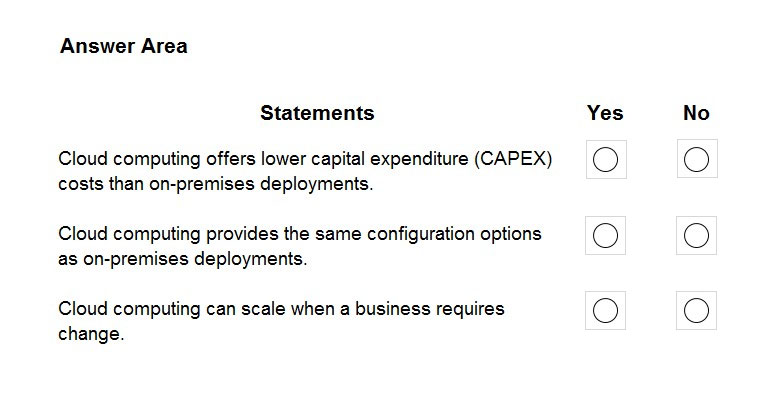 Answer Area
Statements Yes No
Cloud computing offers lower capital expenditure (CAPEX)
costs than on-premises deployments.
Cloud computing provides the same configuration options
as on-premises deployments.
Cloud computing can scale when a business requires
change.